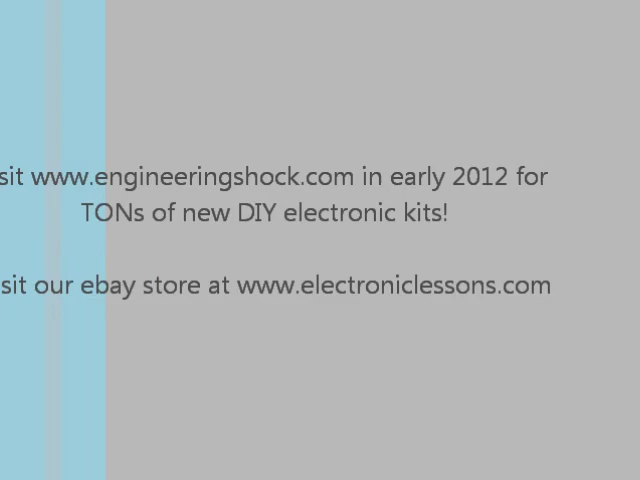 sit www.engineeringshock.com in early 2012 for
TONs of new DIY electronic kits!
sit our ebay store at www.electroniclessons.com